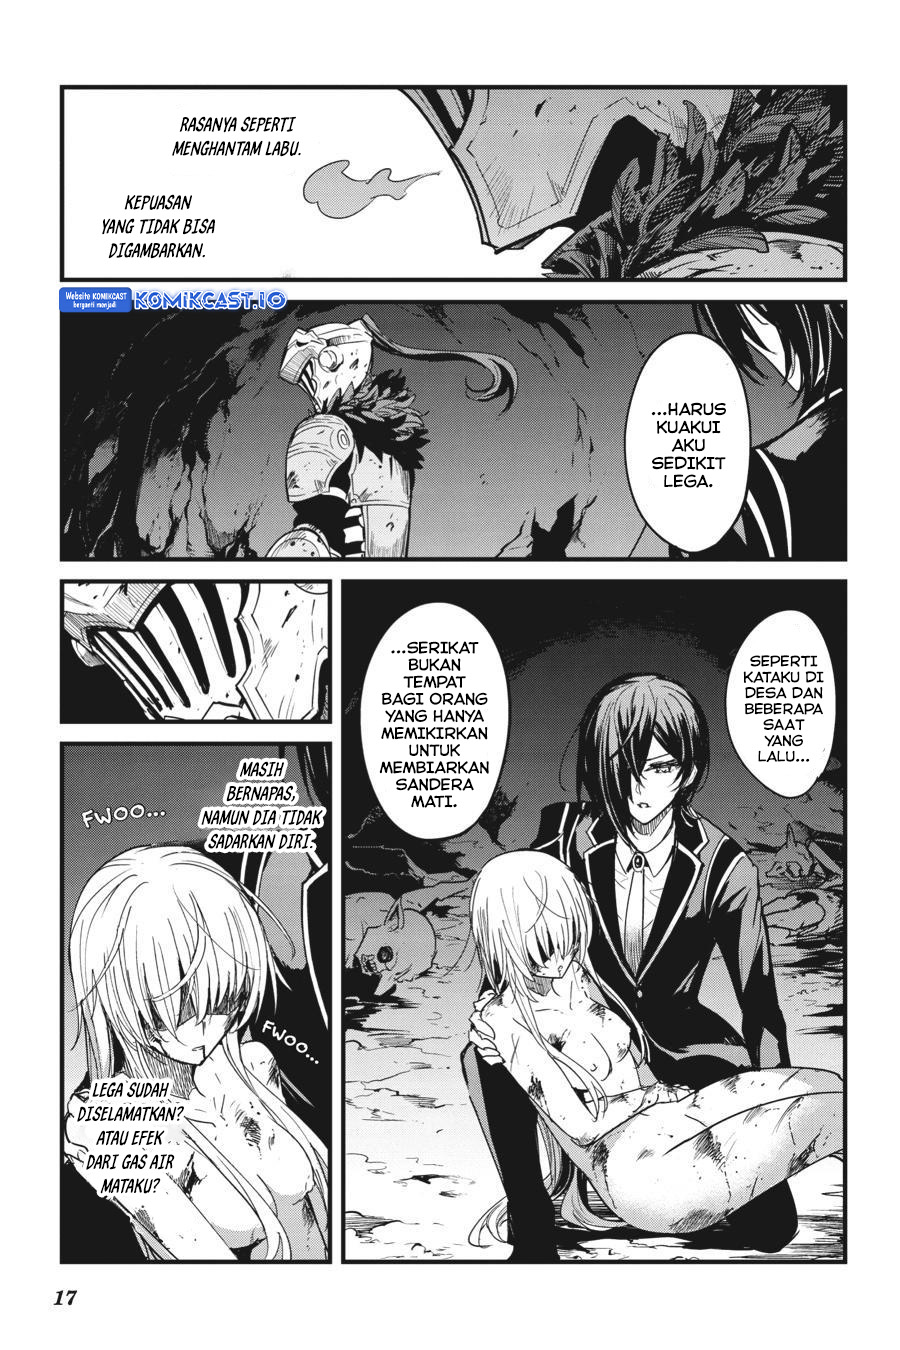 RASANYA SEPERTI
MENGHANTAM LABU.
KEPUASAN
YANG TIDAK BISA
DIGAMBARKAN.
Website KOMIKCAST
berganti menjadi
KOMIKCAST.IO
...HARUS
KUAKUI
AKU
SEDIKIT
LEGA.
SEPERTI
KATAKU DI
DESA DAN
BEBERAPA
SAAT
YANG
LALU...
...SERIKAT
BUKAN
TEMPAT
BAGI ORANG
YANG HANYA
MEMIKIRKAN
UNTUK
MEMBIARKAN
SANDERA
MATI.
MASIH
BERNAPAS,
NAMUN DIA TIDAK
SADARKAN DIRI.
FWOO...
FWOO...
LEGA SUDAH
DISELAMATKAN?
ATAU EFEK
DARI GAS AIR
MATAKU?
17